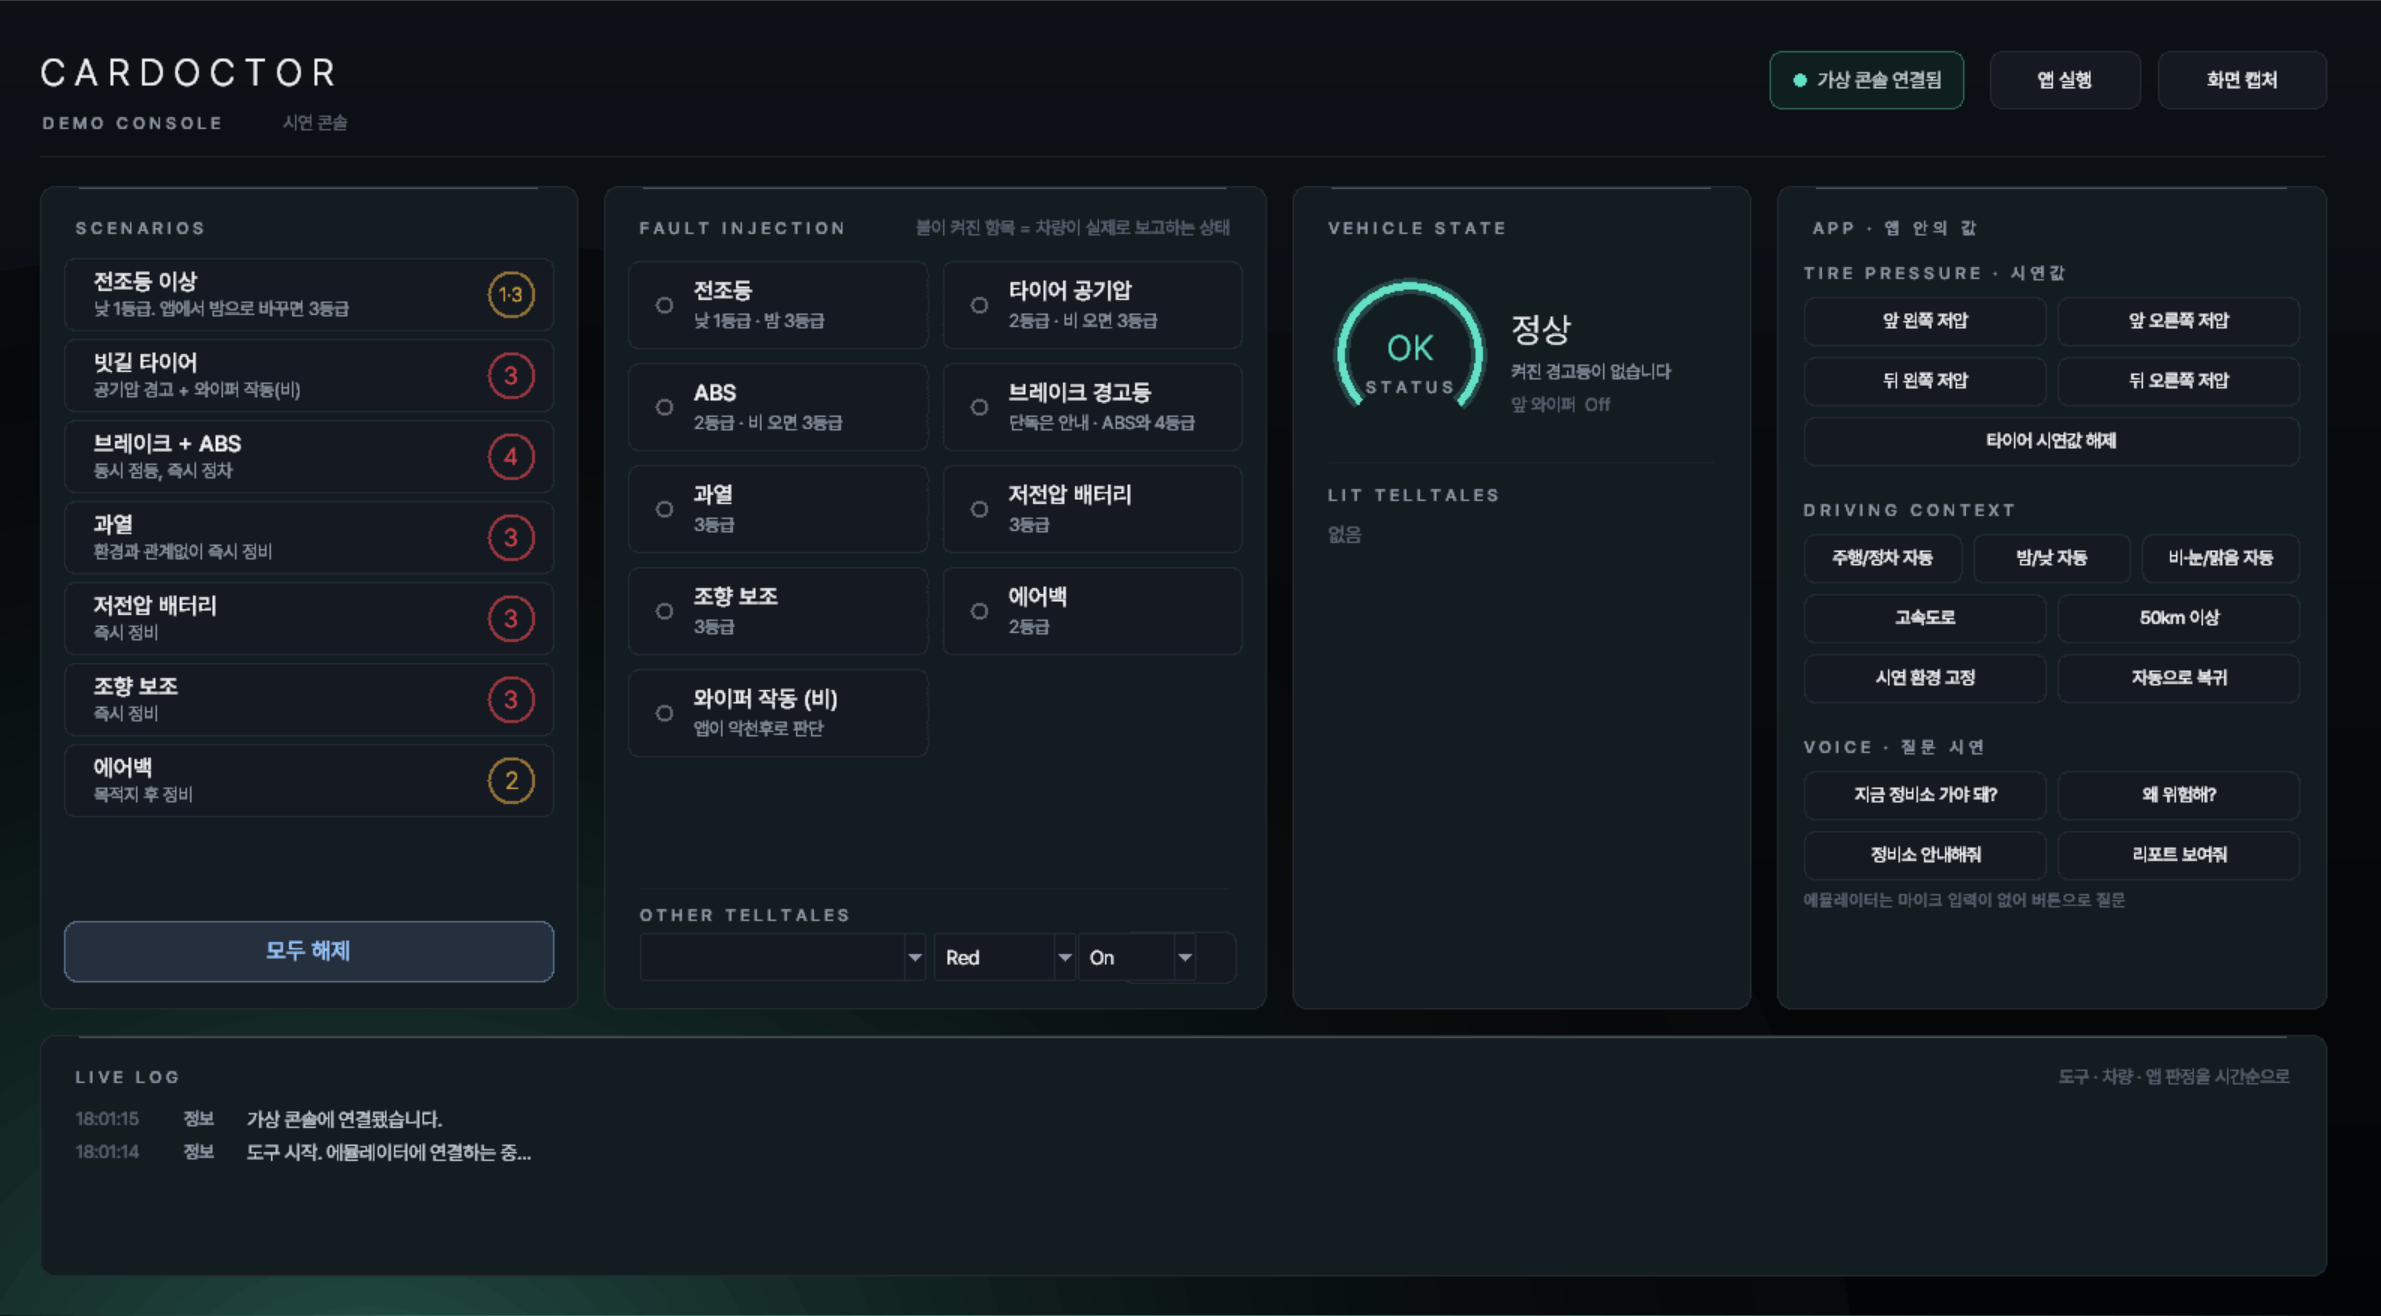 CARDOCTOR
DEMO CONSOLE 시연 콘솔
가상 콘솔 연결됨
앱 실행
화면 캡처
SCENARIOS
전조등 이상
낮 1등급. 앱에서 밤으로 바꾸면 3등급
1·3
빗길 타이어
공기압 경고 + 와이퍼 작동(비)
3
브레이크 + ABS
동시 점등, 즉시 정차
4
과열
환경과 관계없이 즉시 정비
3
저전압 배터리
즉시 정비
3
조향 보조
즉시 정비
3
에어백
목적지 후 정비
2
모두 해제
FAULT INJECTION
불이 켜진 항목 = 차량이 실제로 보고하는 상태
전조등
낮 1등급 · 밤 3등급
타이어 공기압
2등급 · 비 오면 3등급
ABS
2등급 · 비 오면 3등급
브레이크 경고등
단독은 안내 · ABS와 4등급
과열
3등급
저전압 배터리
3등급
조향 보조
3등급
에어백
2등급
와이퍼 작동 (비)
앱이 악천후로 판단
OTHER TELLTALES
Red
On
VEHICLE STATE
OK
STATUS
정상
켜진 경고등이 없습니다
앞 와이퍼 Off
LIT TELLTALES
없음
APP · 앱 안의 값
TIRE PRESSURE · 시연값
앞 왼쪽 저압
앞 오른쪽 저압
뒤 왼쪽 저압
뒤 오른쪽 저압
타이어 시연값 해제
DRIVING CONTEXT
주행/정차 자동
밤/낮 자동
비·눈/맑음 자동
고속도로
50km 이상
시연 환경 고정
자동으로 복귀
VOICE · 질문 시연
지금 정비소 가야 돼?
왜 위험해?
정비소 안내해줘
리포트 보여줘
에뮬레이터는 마이크 입력이 없어 버튼으로 질문
LIVE LOG
도구 · 차량 · 앱 판정을 시간순으로
18:01:15 정보 가상 콘솔에 연결됐습니다.
18:01:14 정보 도구 시작. 에뮬레이터에 연결하는 중...